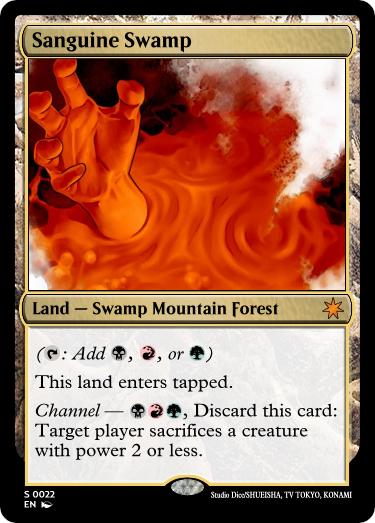 Sanguine Swamp
Land — Swamp Mountain Forest
(: Add , , or )
This land enters tapped.
Channel — , Discard this card:
Target player sacrifices a creature
with power 2 or less.
S 0022
EN
Studio Dico/SHUEISHA, TV TOKYO, KONAMI